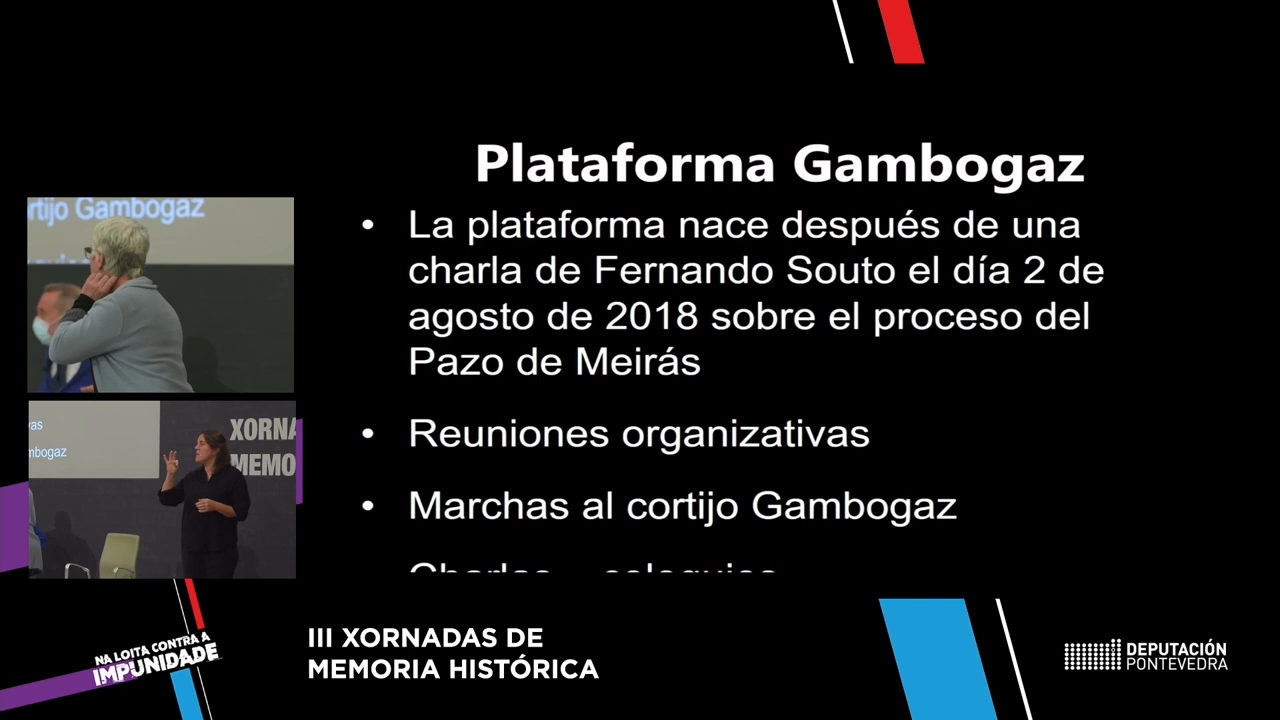 Plataforma Gambogaz
• La plataforma nace después de una
charla de Fernando Souto el día 2 de
agosto de 2018 sobre el proceso del
Pazo de Meirás
• Reuniones organizativas
• Marchas al cortijo Gambogaz
Charlas – coloquios
rtijo Gambogaz
vas
mbogaz
XORNA
MEMO
NA LOITA CONTRA A
IMPUNIDADE
III XORNADAS DE
MEMORIA HISTÓRICA
DEPUTACIÓN
PONTEVEDRA